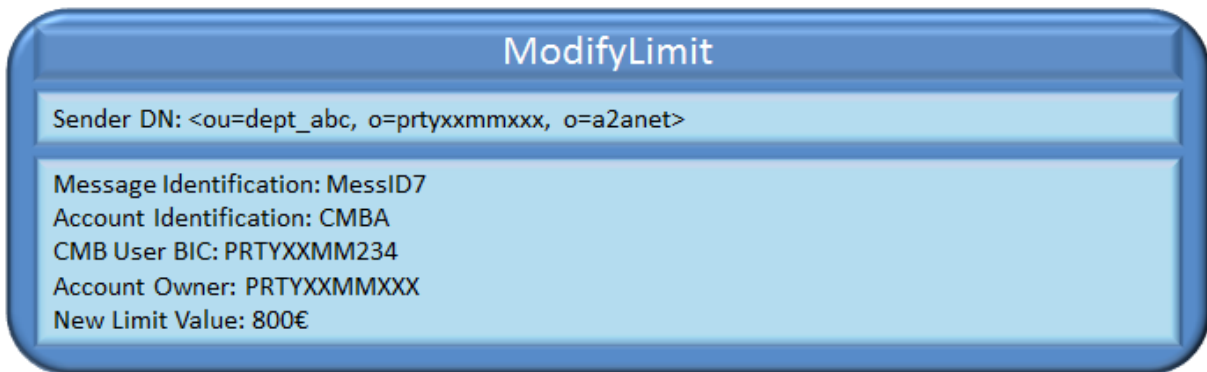 ModifyLimit
Sender DN: <ou=dept_abc, o=prtyxxmmxxx, o=a2anet>
Message Identification: MessID7
Account Identification: CMBA
CMB User BIC: PRTYXXMM234
Account Owner: PRTYXXMMXXX
New Limit Value: 800€